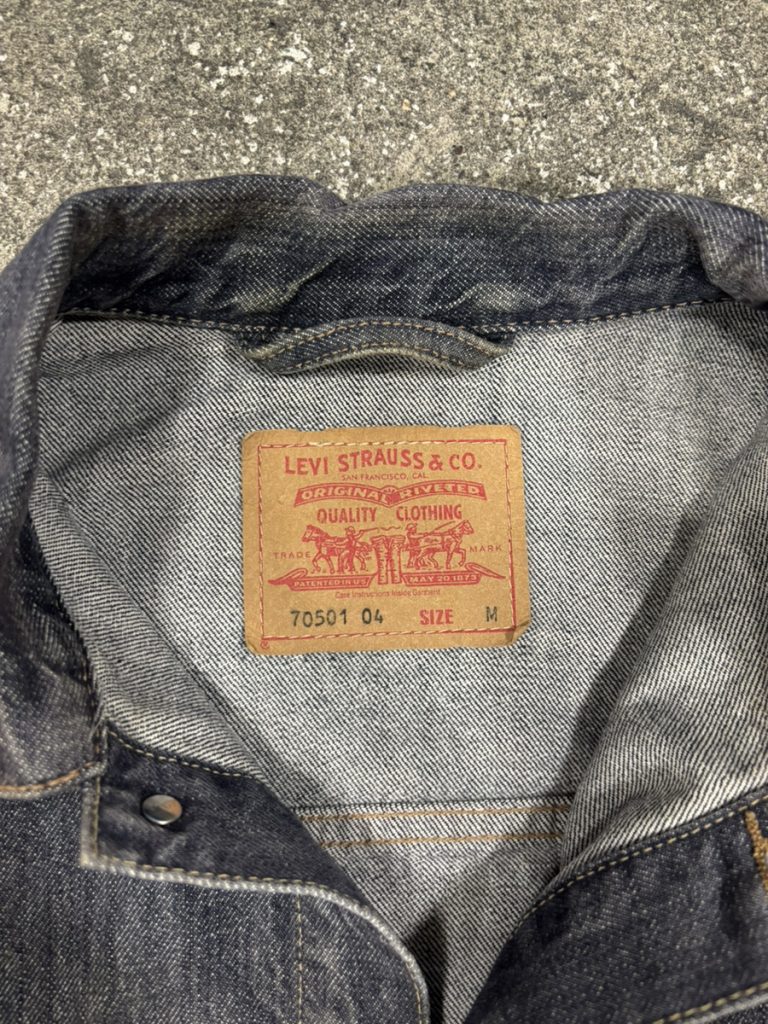 LEVI STRAUSS & CO.
SAN FRANCISCO, CAL.
ORIGINAL RIVETED
QUALITY CLOTHING
TRADE MARK
PATENTED IN U.S. MAY 20 1873
Care Instructions Inside Garment
70501 04 SIZE M
®